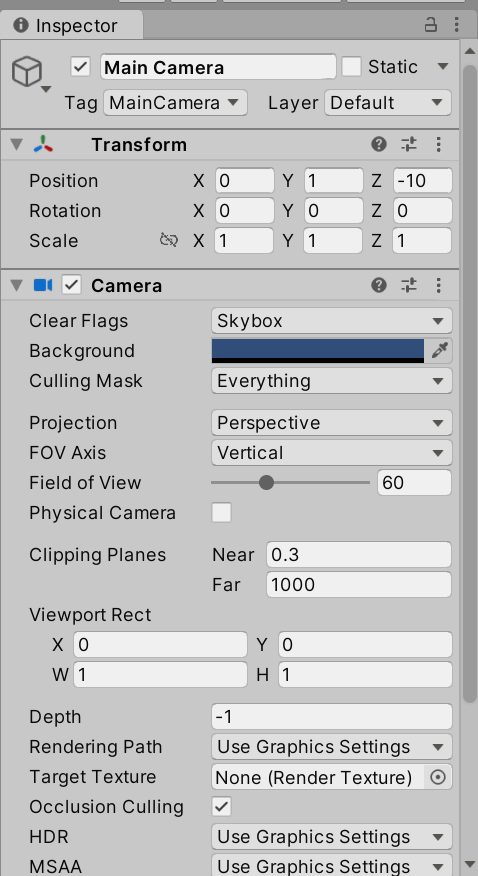 Inspector
Main Camera Static
Tag MainCamera Layer Default
Transform
Position X 0 Y 1 Z -10
Rotation X 0 Y 0 Z 0
Scale X 1 Y 1 Z 1
Camera
Clear Flags Skybox
Background
Culling Mask Everything
Projection Perspective
FOV Axis Vertical
Field of View 60
Physical Camera
Clipping Planes Near 0.3
Far 1000
Viewport Rect
X 0 Y 0
W 1 H 1
Depth -1
Rendering Path Use Graphics Settings
Target Texture None (Render Texture)
Occlusion Culling
HDR Use Graphics Settings
MSAA Use Graphics Settings